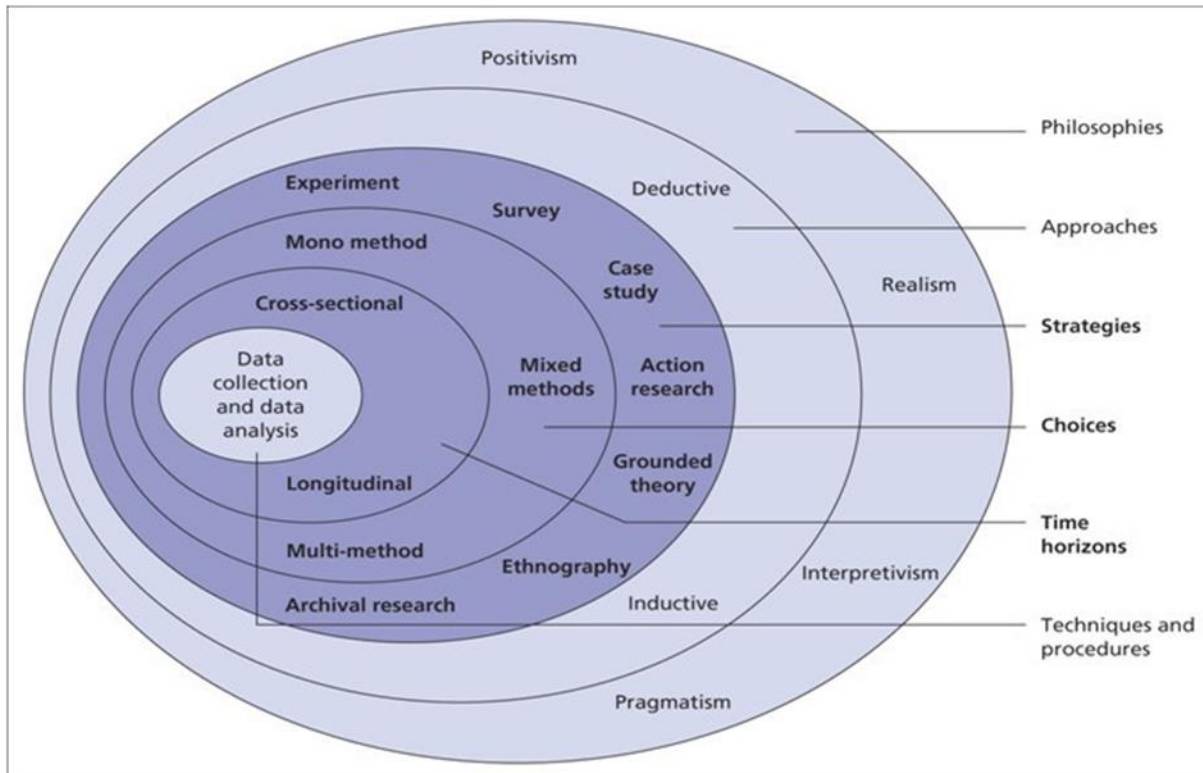 Positivism
Philosophies
Experiment
Deductive
Survey
Approaches
Mono method
Case
study
Realism
Cross-sectional
Strategies
Data
collection
and data
analysis
Mixed
methods
Action
research
Choices
Grounded
theory
Longitudinal
Time
horizons
Multi-method
Ethnography
Interpretivism
Archival research
Inductive
Techniques and
procedures
Pragmatism